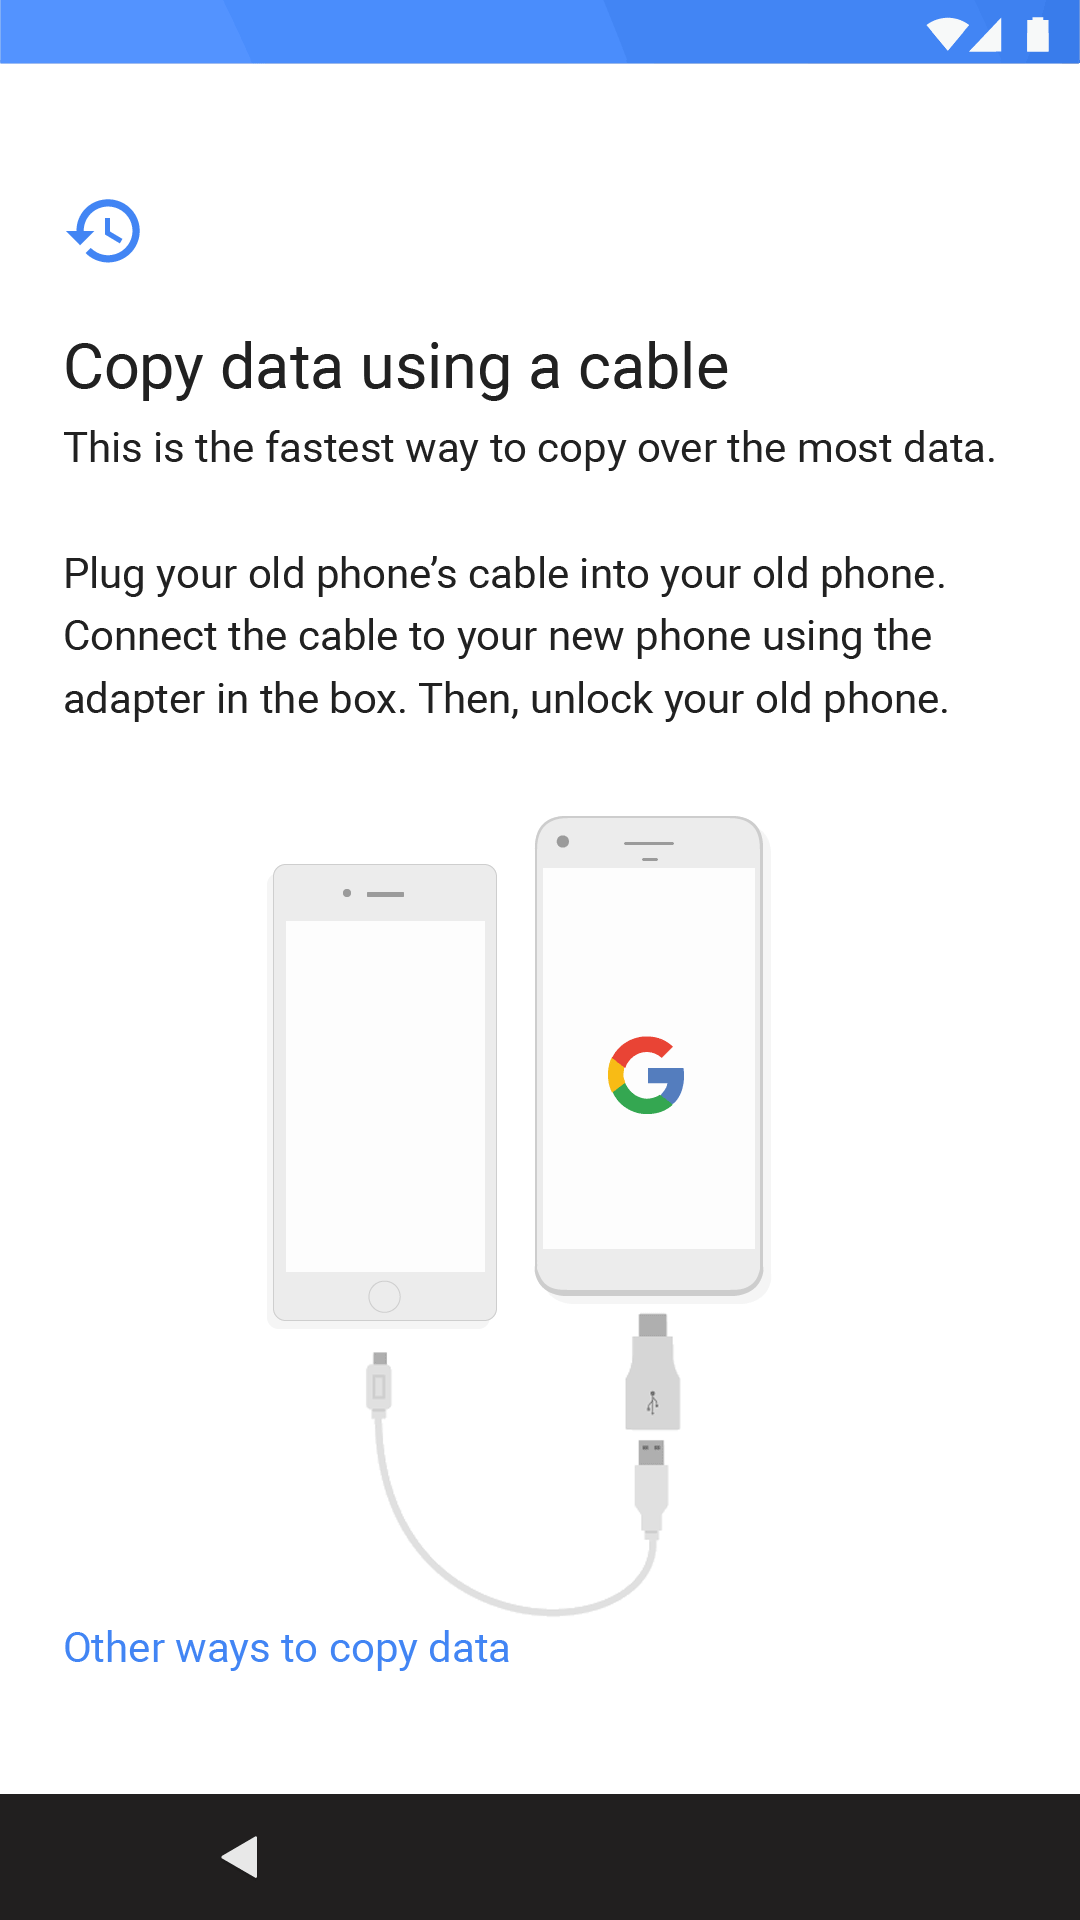 Copy data using a cable
This is the fastest way to copy over the most data.
Plug your old phone’s cable into your old phone.
Connect the cable to your new phone using the
adapter in the box. Then, unlock your old phone.
Other ways to copy data